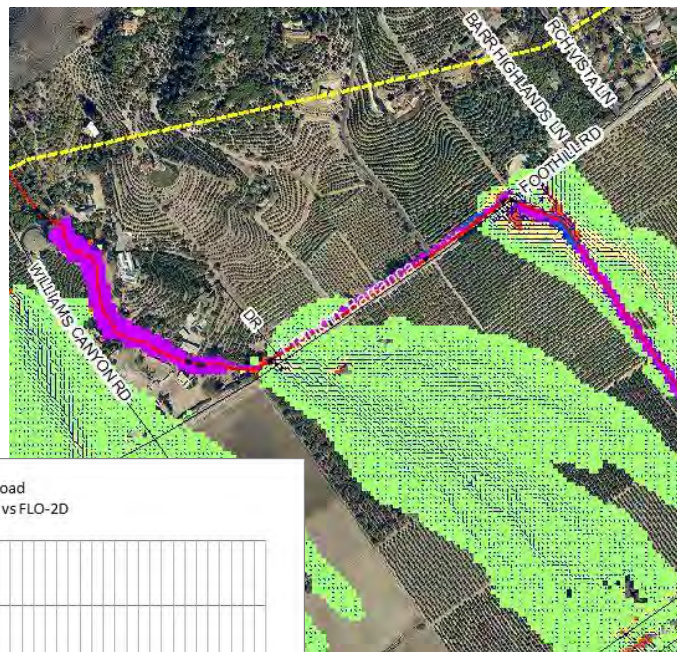 BARR HIGHLANDS LN
RCH VISTA LN
FOOTHILL RD
Barranca
DR
WILLIAMS CANYON RD
oad
vs FLO-2D